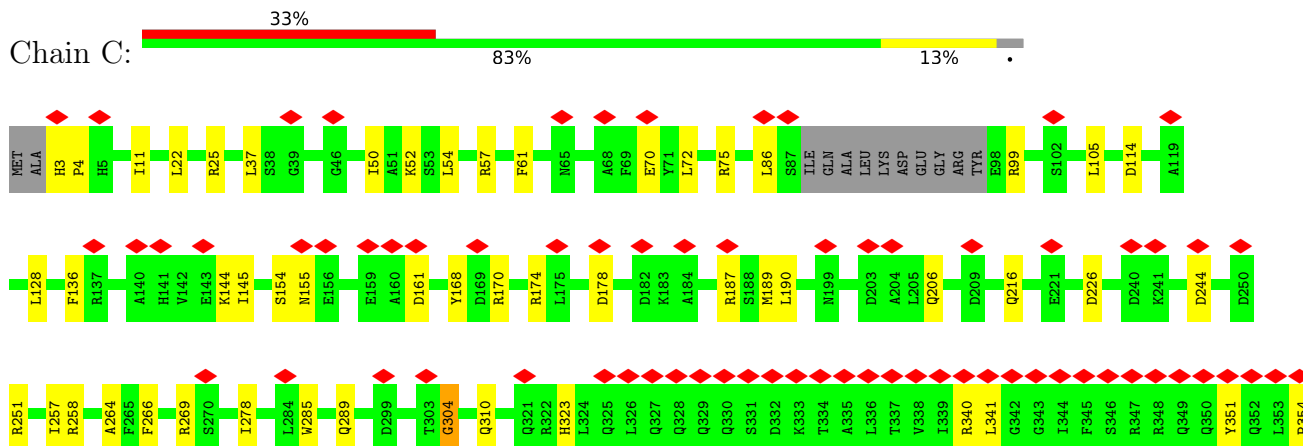 33%
Chain C:
83% 13% •
MET ALA H3 P4 H5 I11 L22 R25 L37 S38 G39 G46 I50 A51 K52 S53 L54 R57 F61 N65 A68 F69 E70 Y71 L72 R75 L86 S87 ILE GLN ALA LEU LYS ASP GLU GLY ARG TYR E98 R99 S102 L105 D114 A119
L128 F136 R137 A140 H141 V142 E143 K144 I145 S154 N155 E156 E159 A160 D161 Y168 D169 R170 R174 L175 D178 D182 K183 A184 R187 S188 M189 L190 N199 D203 A204 L205 Q206 D209 Q216 E221 D226 D240 K241 D244 D250
R251 I257 R258 A264 F265 F266 R269 S270 I278 L284 W285 Q289 D299 T303 G304 Q310 Q321 R322 H323 L324 Q325 L326 Q327 Q328 Q329 Q330 S331 D332 K333 T334 A335 L336 T337 V338 I339 R340 L341 G342 G343 I344 F345 S346 R347 R348 Q349 Q350 Y351 Q352 L353